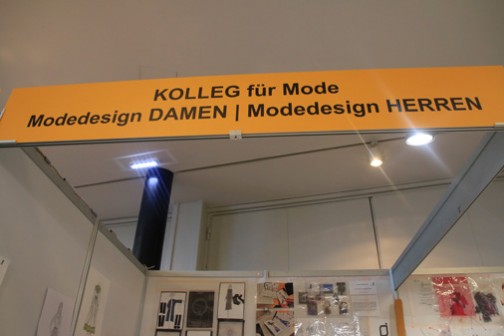 KOLLEG für Mode
Modedesign DAMEN | Modedesign HERREN